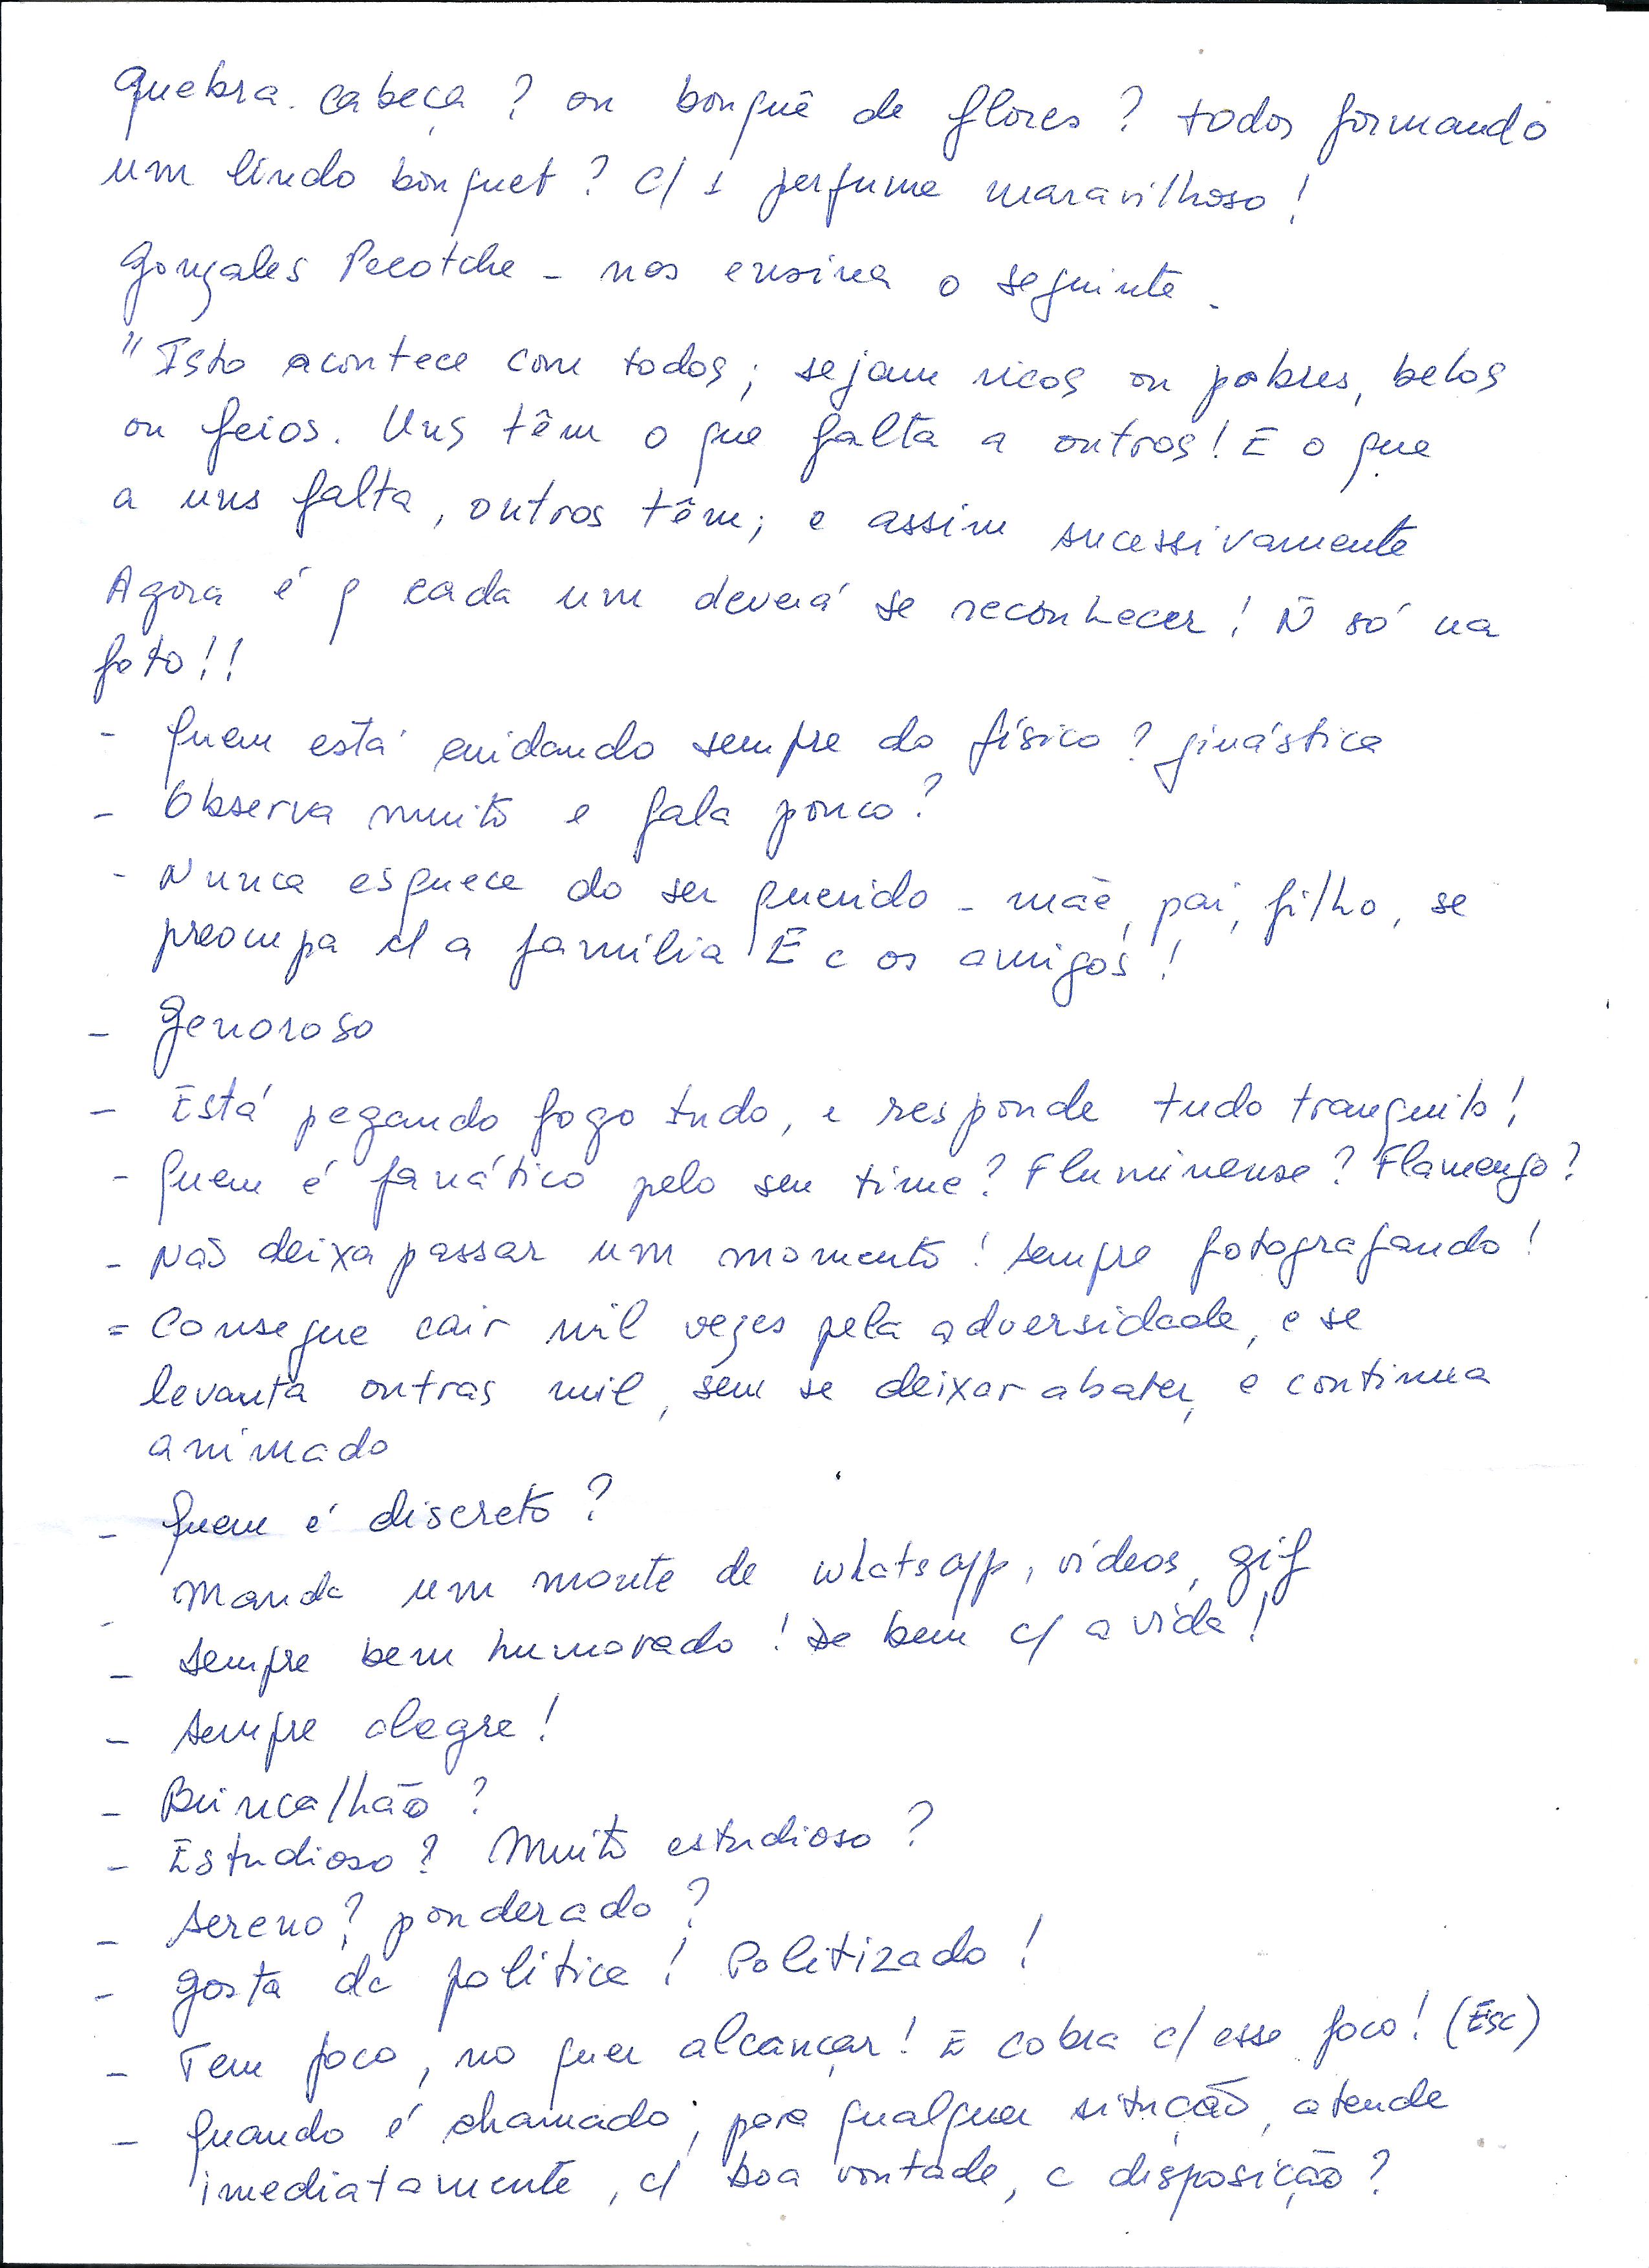 Quebra-cabeça? ou bouquê de flores? todos formando
um lindo bouquet? c/ 1 perfume maravilhoso!
Gonzales Pecotche - nos ensina o seguinte.
"Isto acontece com todos; sejam ricos ou pobres, belos
ou feios. Uns têm o que falta a outros! E o que
a uns falta, outros têm; e assim sucessivamente
Agora é q cada um deverá se reconhecer! Ñ só na
foto!!
- Quem está cuidando sempre do físico? ginástica
- Observa muito e fala pouco?
- Nunca esquece do ser querido - mãe, pai, filho, se
preocupa c/ a família E c os amigos!
- Genoroso
- Está pegando fogo tudo, e responde tudo tranquilo!
- Quem é fanático pelo seu time? Fluminense? Flamengo?
- Não deixa passar um momento! sempre fotografando!
= Consegue cair mil vezes pela adversidade, e se
levanta outras mil, sem se deixar abater, e continua
animado
- Quem é discreto?
- Manda um monte de whatsapp, vídeos, gif
- sempre bem humorado! De bem c/ a vida!
- sempre alegre!
- Brincalhão?
- Estudioso? Muito estudioso?
- sereno? ponderado?
- gosta de política! Politizado!
- Tem foco, no quer alcançar! E cobra c/ esse foco! (Esc)
- Quando é chamado; para qualquer situção, atende
imediatamente, c/ boa vontade, e disposição?